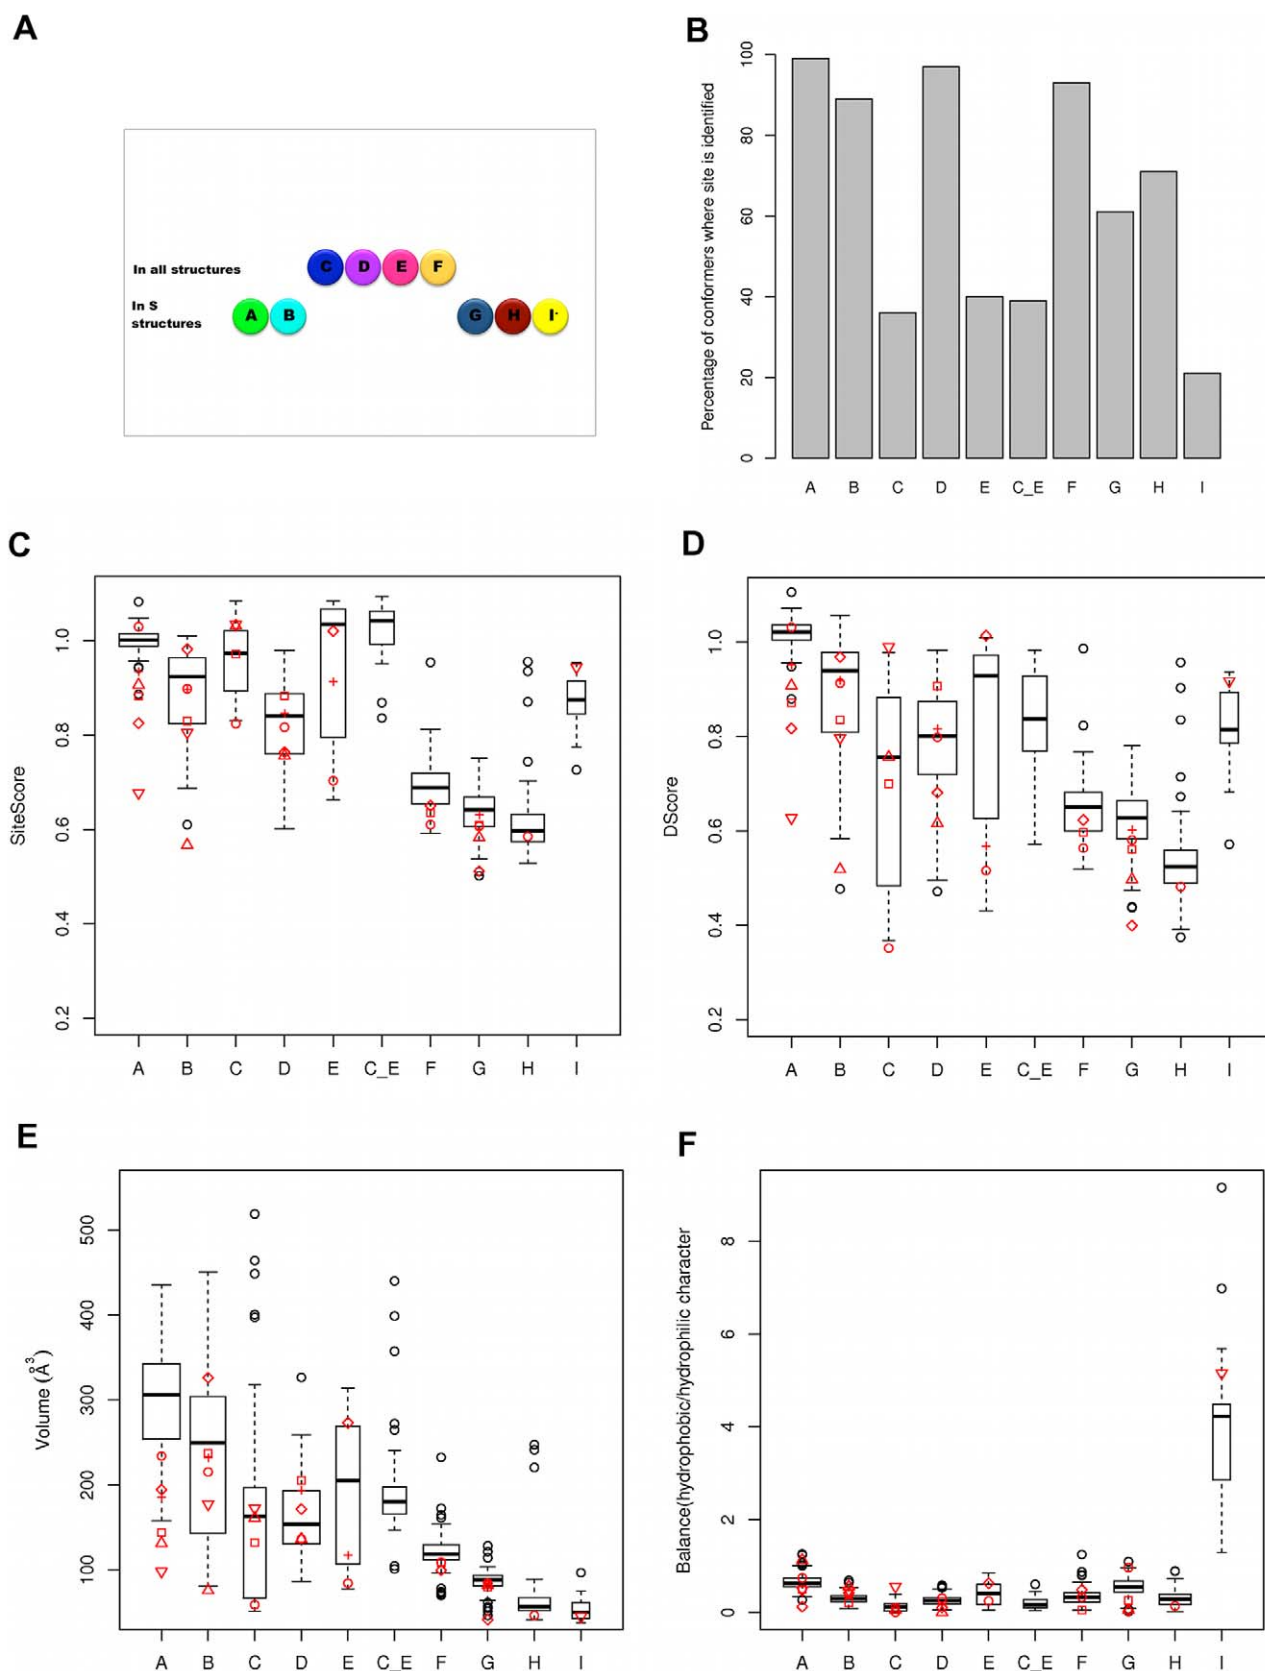 A
In all structures
C D E F
In S
structures
A B G H I
B
Percentage of conformers where site is identified
100
80
60
40
20
0
A B C D E C_E F G H I
C
SiteScore
1.0
0.8
0.6
0.4
0.2
A B C D E C_E F G H I
D
DScore
1.0
0.8
0.6
0.4
0.2
A B C D E C_E F G H I
E
Volume (Å³)
500
400
300
200
100
A B C D E C_E F G H I
F
Balance(hydrophobic/hydrophilic character
8
6
4
2
0
A B C D E C_E F G H I